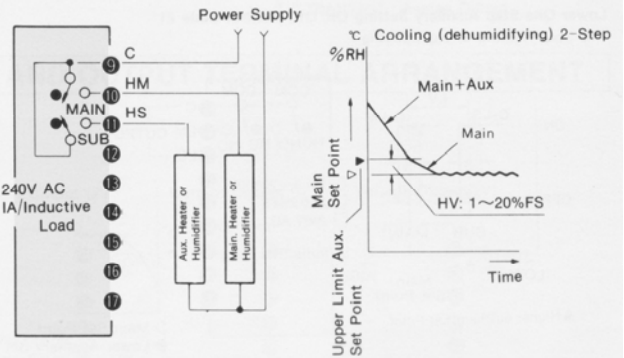 Power Supply
C
9
HM
10
MAIN
HS
11
SUB
12
13
240V AC
IA/Inductive
Load
14
15
16
17
Aux. Heater or
Humidifier
Main. Heater or
Humidifier
℃ Cooling (dehumidifying) 2-Step
%RH
Main+Aux
Main
HV: 1～20%FS
Time
Main
Set Point
Upper Limit Aux.
Set Point